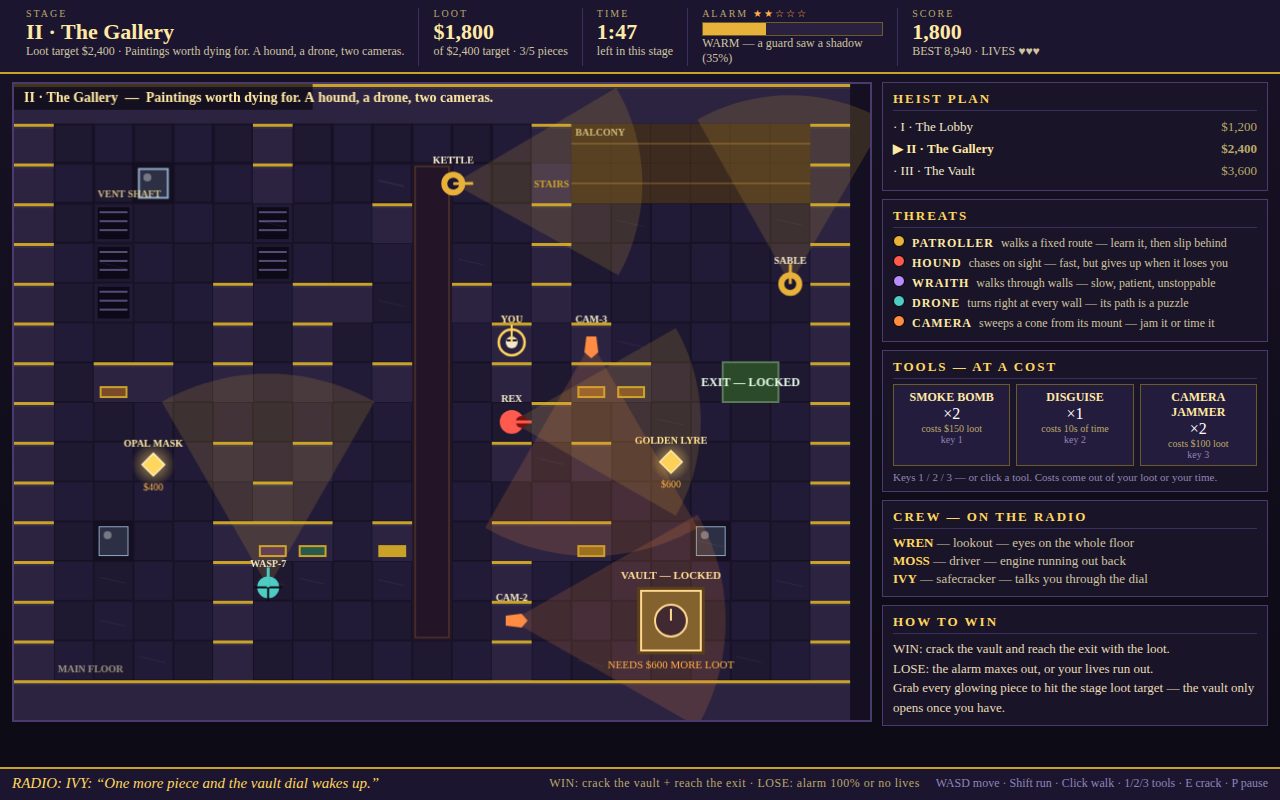 STAGE
II · The Gallery
Loot target $2,400 · Paintings worth dying for. A hound, a drone, two cameras.
LOOT
$1,800
of $2,400 target · 3/5 pieces
TIME
1:47
left in this stage
ALARM ★★☆☆☆
WARM — a guard saw a shadow
(35%)
SCORE
1,800
BEST 8,940 · LIVES ♥♥♥
II · The Gallery — Paintings worth dying for. A hound, a drone, two cameras.
BALCONY
KETTLE
STAIRS
VENT SHAFT
SABLE
YOU
CAM-3
EXIT — LOCKED
REX
OPAL MASK
$400
GOLDEN LYRE
$600
WASP-7
VAULT — LOCKED
CAM-2
NEEDS $600 MORE LOOT
MAIN FLOOR
HEIST PLAN
· I · The Lobby $1,200
▶ II · The Gallery $2,400
· III · The Vault $3,600
THREATS
PATROLLER walks a fixed route — learn it, then slip behind
HOUND chases on sight — fast, but gives up when it loses you
WRAITH walks through walls — slow, patient, unstoppable
DRONE turns right at every wall — its path is a puzzle
CAMERA sweeps a cone from its mount — jam it or time it
TOOLS — AT A COST
SMOKE BOMB
×2
costs $150 loot
key 1
DISGUISE
×1
costs 10s of time
key 2
CAMERA
JAMMER
×2
costs $100 loot
key 3
Keys 1 / 2 / 3 — or click a tool. Costs come out of your loot or your time.
CREW — ON THE RADIO
WREN — lookout — eyes on the whole floor
MOSS — driver — engine running out back
IVY — safecracker — talks you through the dial
HOW TO WIN
WIN: crack the vault and reach the exit with the loot.
LOSE: the alarm maxes out, or your lives run out.
Grab every glowing piece to hit the stage loot target — the vault only
opens once you have.
RADIO: IVY: “One more piece and the vault dial wakes up.”
WIN: crack the vault + reach the exit · LOSE: alarm 100% or no lives
WASD move · Shift run · Click walk · 1/2/3 tools · E crack · P pause